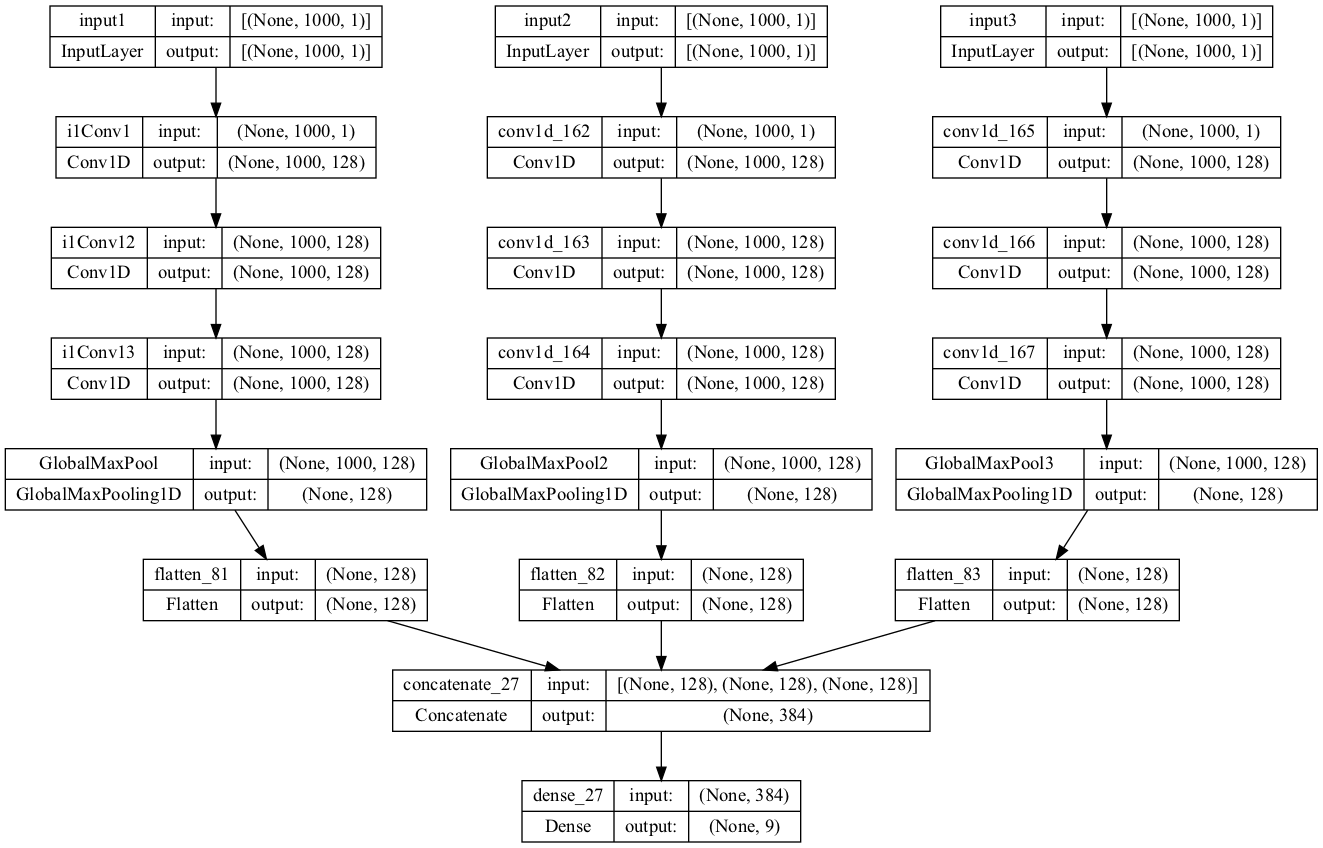 input1 input: [(None, 1000, 1)] input2 input: [(None, 1000, 1)] input3 input: [(None, 1000, 1)]
InputLayer output: [(None, 1000, 1)] InputLayer output: [(None, 1000, 1)] InputLayer output: [(None, 1000, 1)]
i1Conv1 input: (None, 1000, 1) conv1d_162 input: (None, 1000, 1) conv1d_165 input: (None, 1000, 1)
Conv1D output: (None, 1000, 128) Conv1D output: (None, 1000, 128) Conv1D output: (None, 1000, 128)
i1Conv12 input: (None, 1000, 128) conv1d_163 input: (None, 1000, 128) conv1d_166 input: (None, 1000, 128)
Conv1D output: (None, 1000, 128) Conv1D output: (None, 1000, 128) Conv1D output: (None, 1000, 128)
i1Conv13 input: (None, 1000, 128) conv1d_164 input: (None, 1000, 128) conv1d_167 input: (None, 1000, 128)
Conv1D output: (None, 1000, 128) Conv1D output: (None, 1000, 128) Conv1D output: (None, 1000, 128)
GlobalMaxPool input: (None, 1000, 128) GlobalMaxPool2 input: (None, 1000, 128) GlobalMaxPool3 input: (None, 1000, 128)
GlobalMaxPooling1D output: (None, 128) GlobalMaxPooling1D output: (None, 128) GlobalMaxPooling1D output: (None, 128)
flatten_81 input: (None, 128) flatten_82 input: (None, 128) flatten_83 input: (None, 128)
Flatten output: (None, 128) Flatten output: (None, 128) Flatten output: (None, 128)
concatenate_27 input: [(None, 128), (None, 128), (None, 128)]
Concatenate output: (None, 384)
dense_27 input: (None, 384)
Dense output: (None, 9)